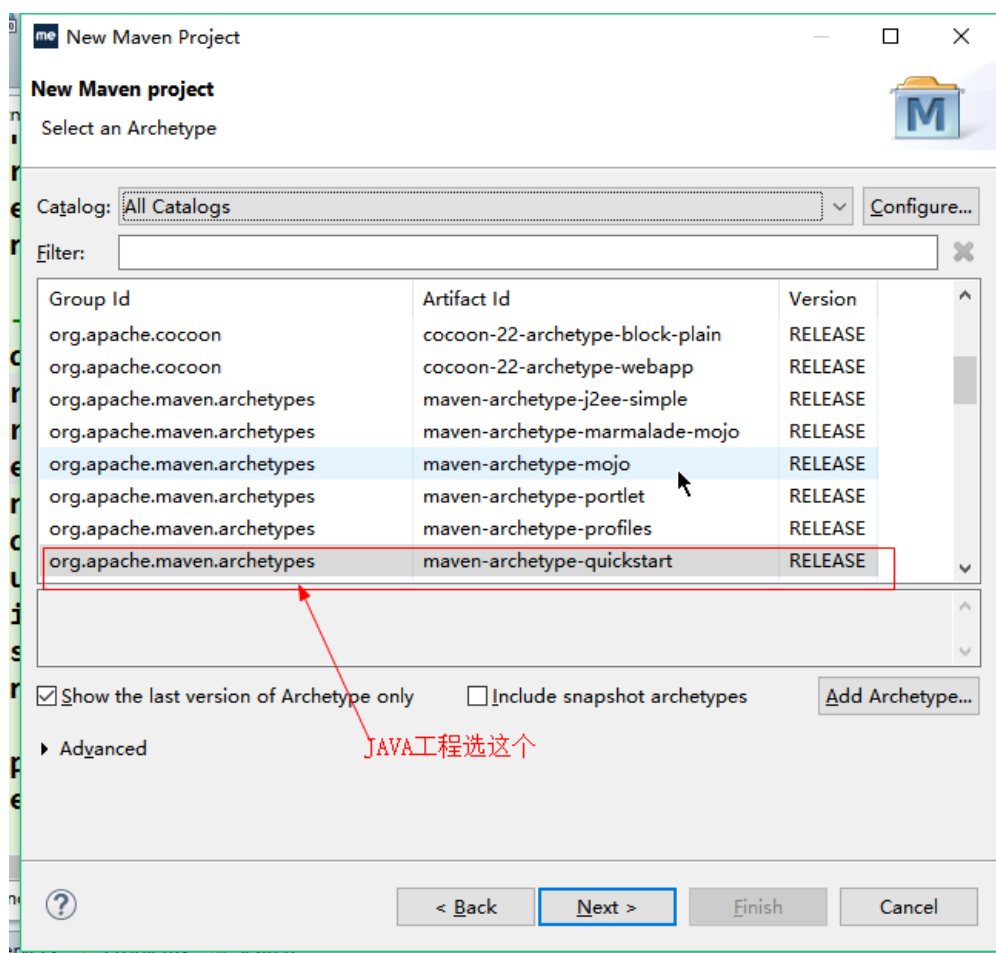 me New Maven Project
New Maven project
Select an Archetype
M
Catalog: All Catalogs Configure...
Filter:
Group Id Artifact Id Version
org.apache.cocoon cocoon-22-archetype-block-plain RELEASE
org.apache.cocoon cocoon-22-archetype-webapp RELEASE
org.apache.maven.archetypes maven-archetype-j2ee-simple RELEASE
org.apache.maven.archetypes maven-archetype-marmalade-mojo RELEASE
org.apache.maven.archetypes maven-archetype-mojo RELEASE
org.apache.maven.archetypes maven-archetype-portlet RELEASE
org.apache.maven.archetypes maven-archetype-profiles RELEASE
org.apache.maven.archetypes maven-archetype-quickstart RELEASE
Show the last version of Archetype only Include snapshot archetypes Add Archetype...
Advanced
JAVA工程选这个
? < Back Next > Finish Cancel